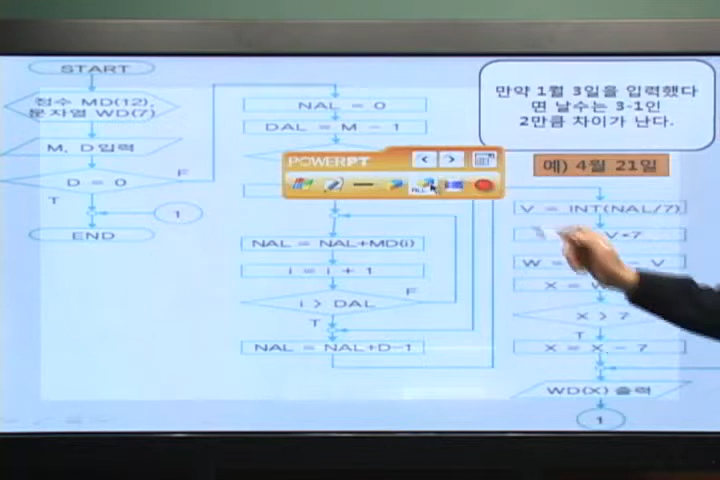 START
정수 MD(12),
문자열 WD(7)
M, D입력
D = 0
F
T
1
END
NAL = 0
DAL = M - 1
NAL = NAL+MD(i)
i = i + 1
i > DAL
F
T
NAL = NAL+D-1
POWERPT
ALL
만약 1월 3일을 입력했다
면 날수는 3-1인
2만큼 차이가 난다.
예) 4월 21일
V = INT(NAL/7)
V*7
W = - V
X = W
X > 7
T
X = X - 7
WD(X) 출력
1